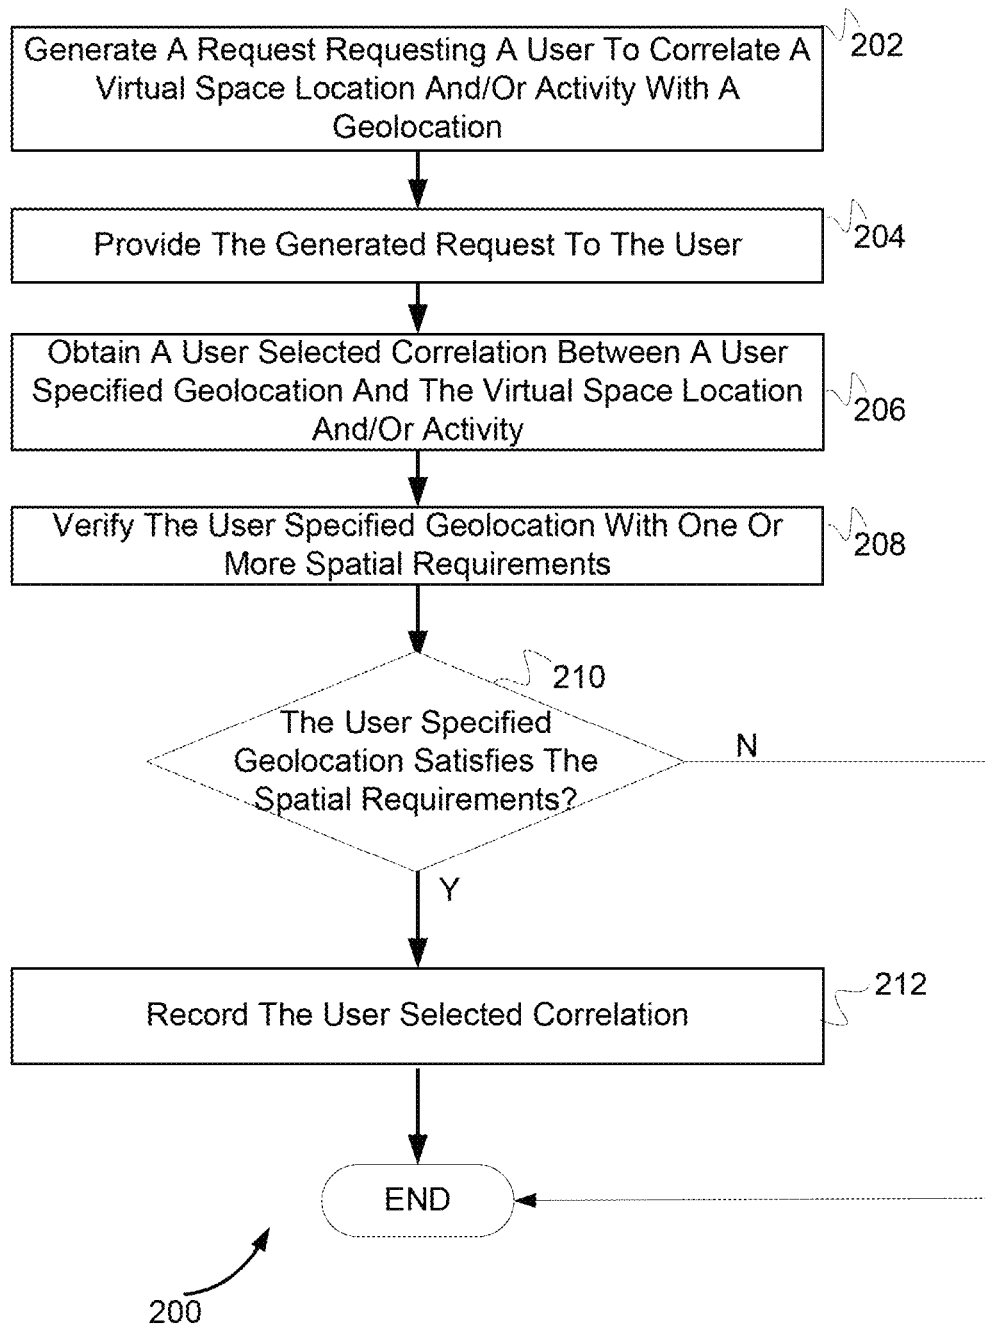 Generate A Request Requesting A User To Correlate A
Virtual Space Location And/Or Activity With A
Geolocation
202
Provide The Generated Request To The User
204
Obtain A User Selected Correlation Between A User
Specified Geolocation And The Virtual Space Location
And/Or Activity
206
Verify The User Specified Geolocation With One Or
More Spatial Requirements
208
210
The User Specified
Geolocation Satisfies The
Spatial Requirements?
N
Y
Record The User Selected Correlation
212
END
200